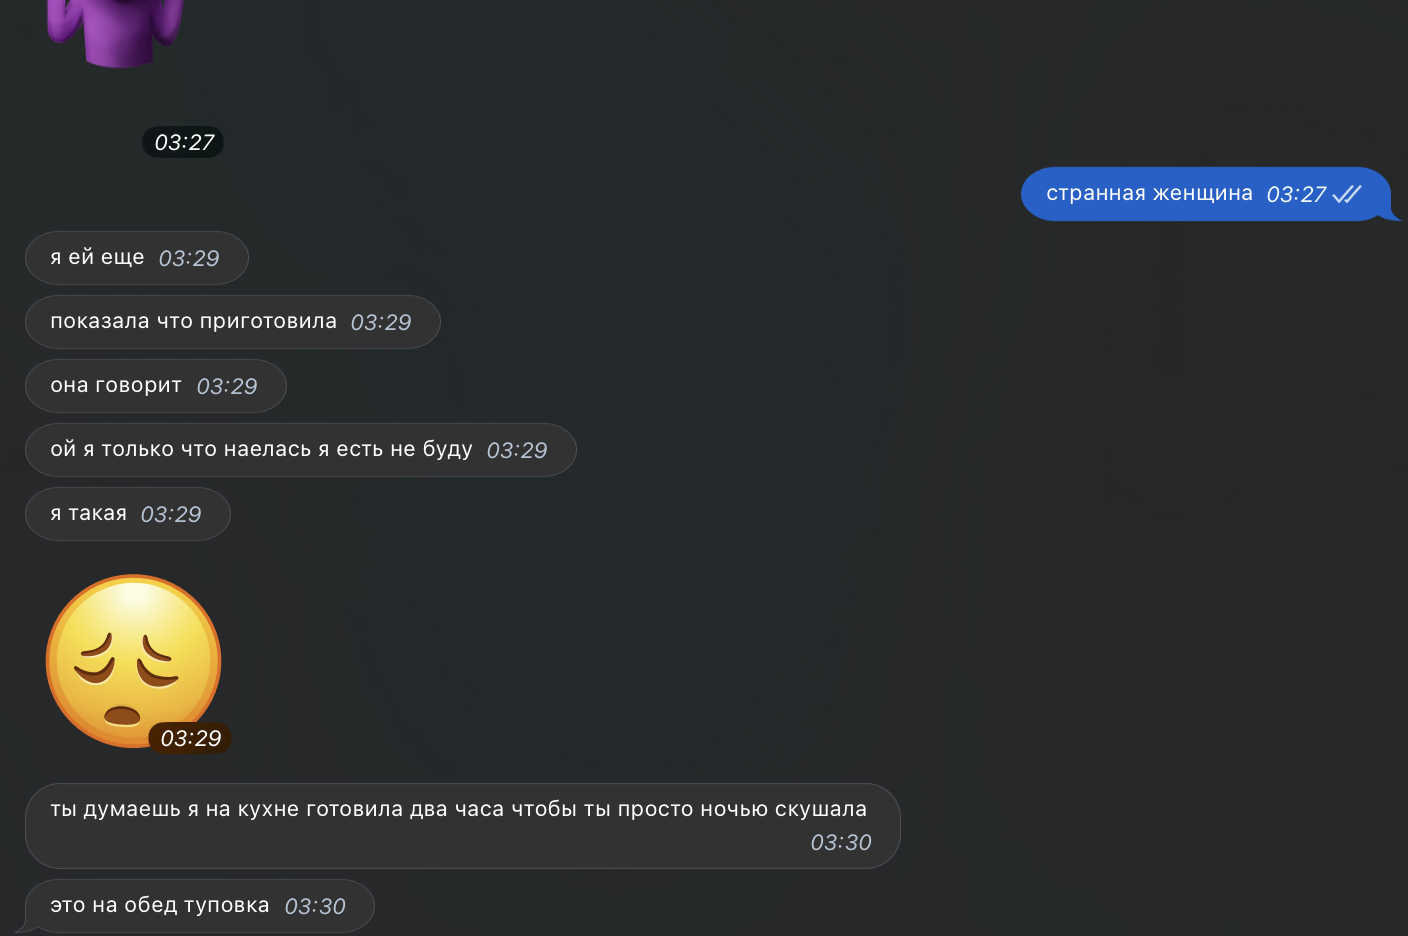 03:27
странная женщина 03:27
я ей еще 03:29
показала что приготовила 03:29
она говорит 03:29
ой я только что наелась я есть не буду 03:29
я такая 03:29
03:29
ты думаешь я на кухне готовила два часа чтобы ты просто ночью скушала
03:30
это на обед туповка 03:30